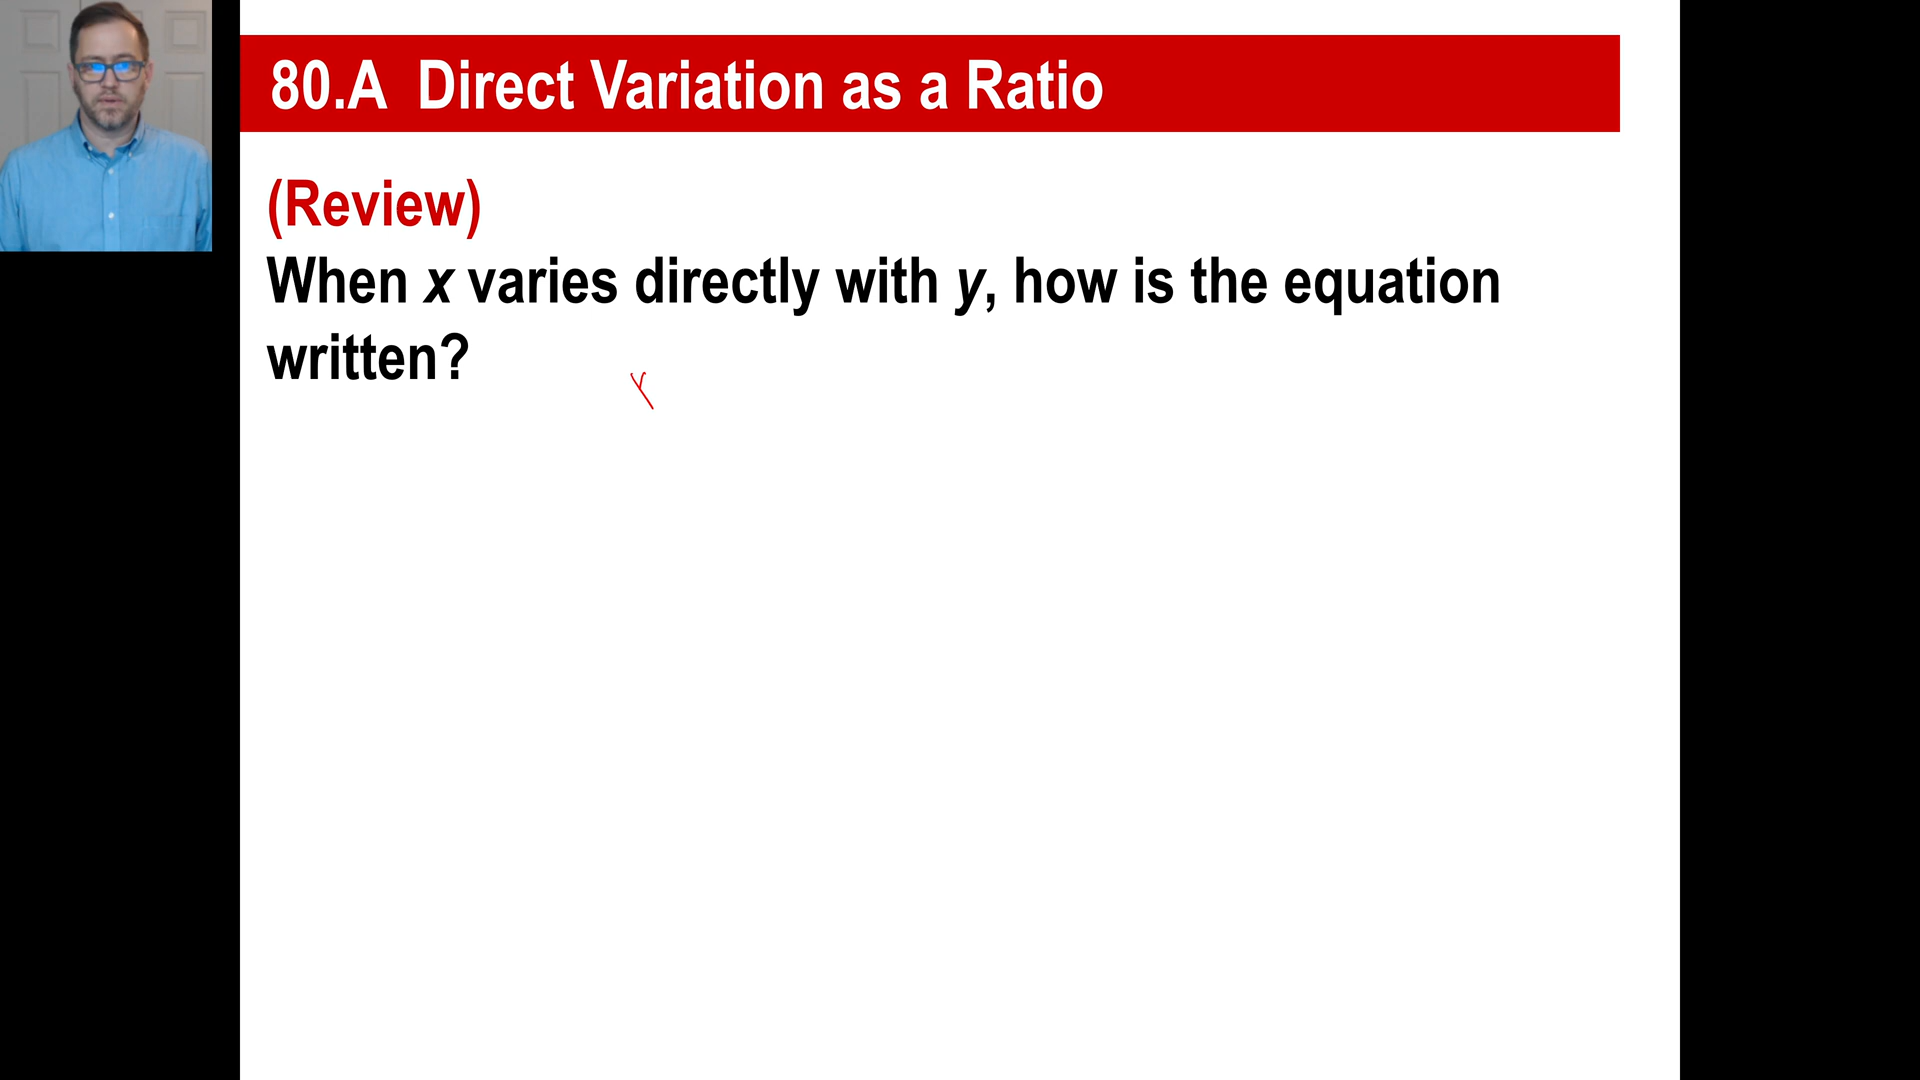 80.A Direct Variation as a Ratio
(Review)
When x varies directly with y, how is the equation
written?